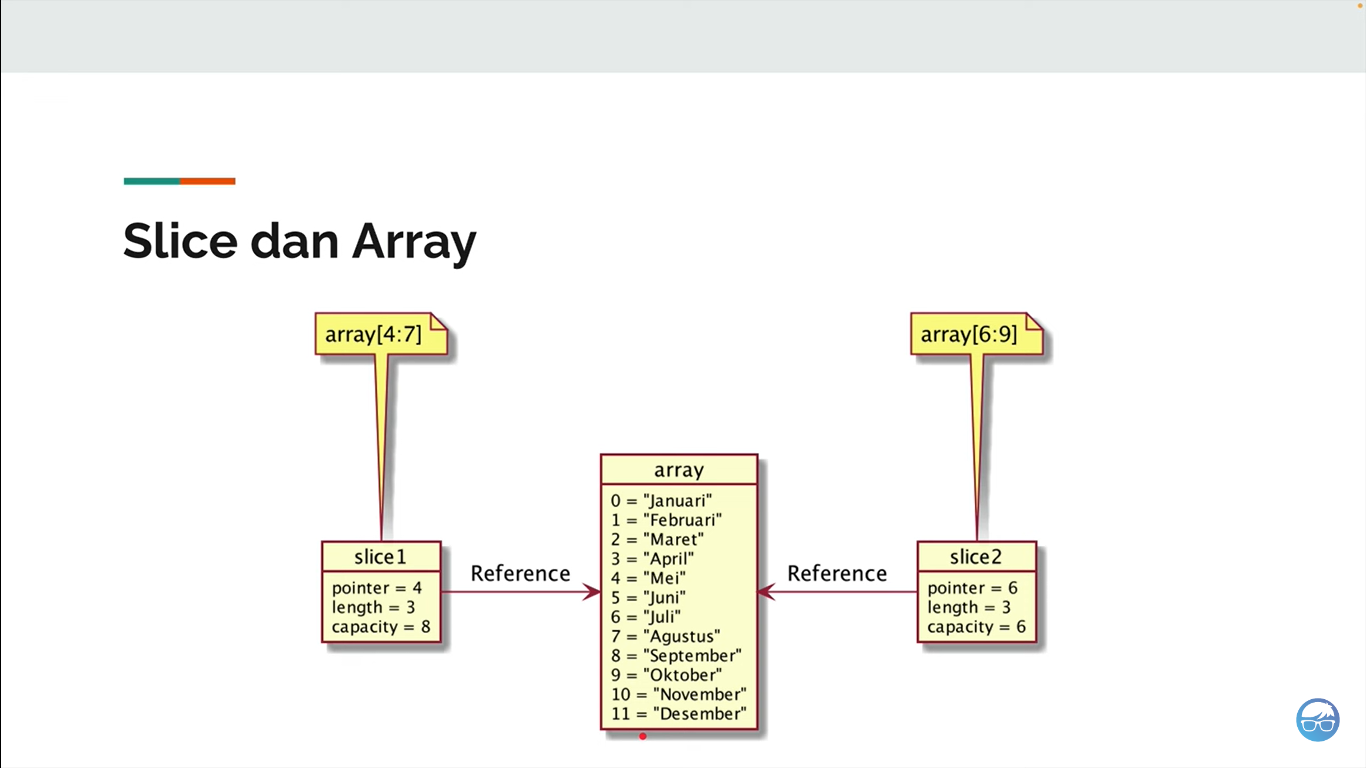 Slice dan Array
array[4:7]
array[6:9]
array
0 = "Januari"
1 = "Februari"
2 = "Maret"
3 = "April"
4 = "Mei"
5 = "Juni"
6 = "Juli"
7 = "Agustus"
8 = "September"
9 = "Oktober"
10 = "November"
11 = "Desember"
slice1
pointer = 4
length = 3
capacity = 8
Reference
Reference
slice2
pointer = 6
length = 3
capacity = 6